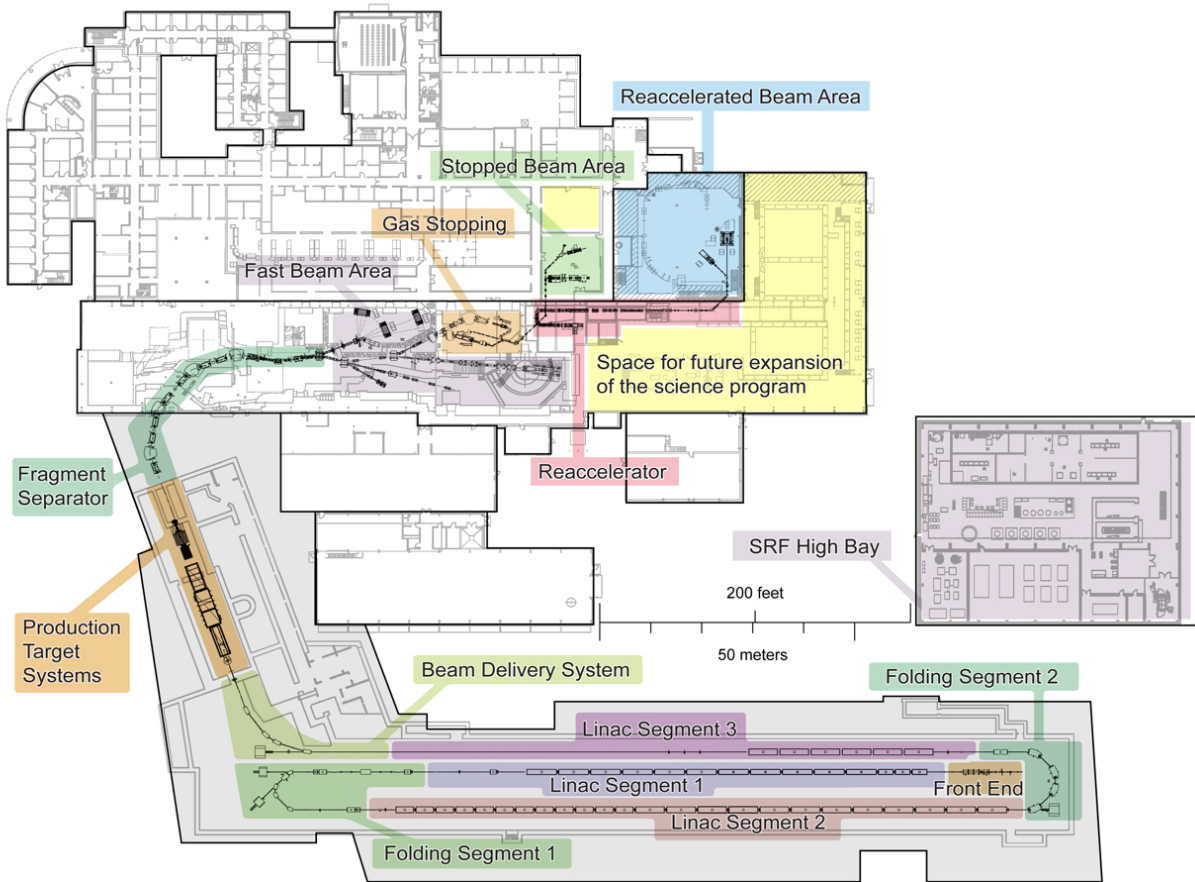 Reaccelerated Beam Area
Stopped Beam Area
Gas Stopping
Fast Beam Area
Space for future expansion
of the science program
Fragment
Separator
Reaccelerator
SRF High Bay
200 feet
50 meters
Production
Target
Systems
Beam Delivery System
Folding Segment 2
Linac Segment 3
Linac Segment 1
Front End
Linac Segment 2
Folding Segment 1